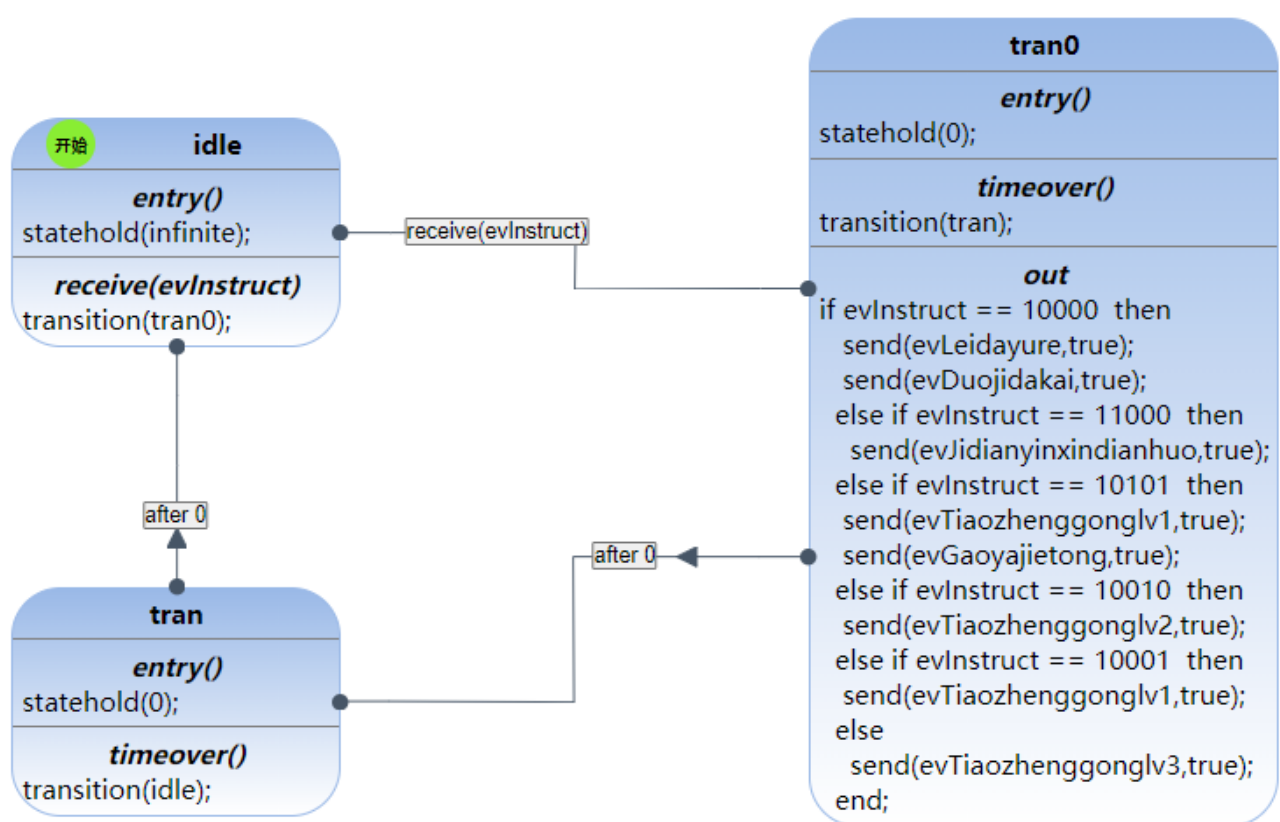 开始
idle
entry()
statehold(infinite);
receive(evInstruct)
transition(tran0);
receive(evInstruct)
after 0
tran
entry()
statehold(0);
timeover()
transition(idle);
after 0
tran0
entry()
statehold(0);
timeover()
transition(tran);
out
if evInstruct == 10000 then
send(evLeidayure,true);
send(evDuojidakai,true);
else if evInstruct == 11000 then
send(evJidianyinxindianhuo,true);
else if evInstruct == 10101 then
send(evTiaozhenggonglv1,true);
send(evGaoyajietong,true);
else if evInstruct == 10010 then
send(evTiaozhenggonglv2,true);
else if evInstruct == 10001 then
send(evTiaozhenggonglv1,true);
else
send(evTiaozhenggonglv3,true);
end;